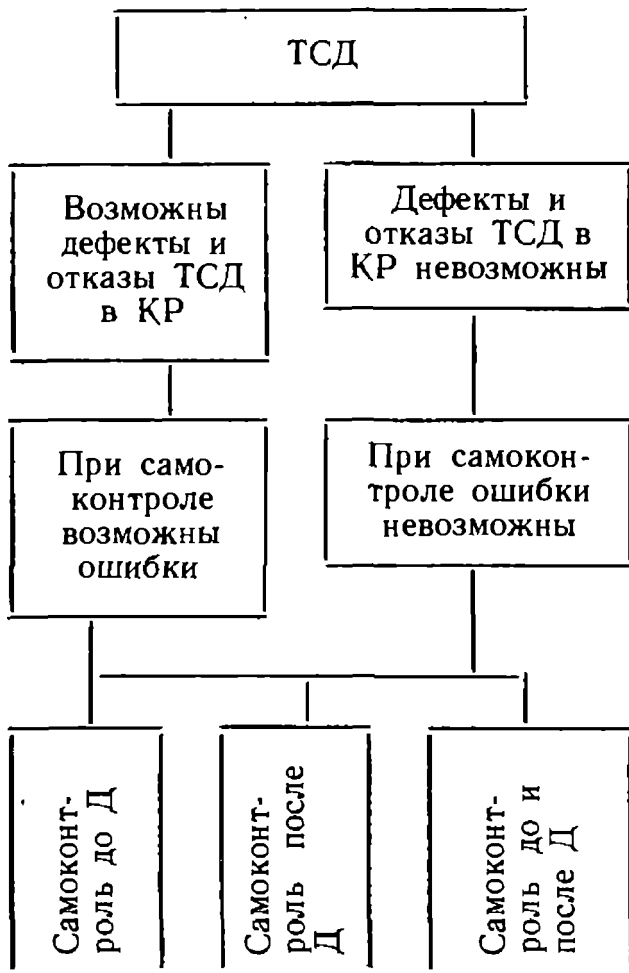 ТСД
Возможны
дефекты и
отказы ТСД
в КР
Дефекты и
отказы ТСД в
КР невозможны
При само-
контроле
возможны
ошибки
При самокон-
троле ошибки
невозможны
Самоконт-
роль до Д
Самоконт-
роль после
Д
Самоконт-
роль до и
после Д